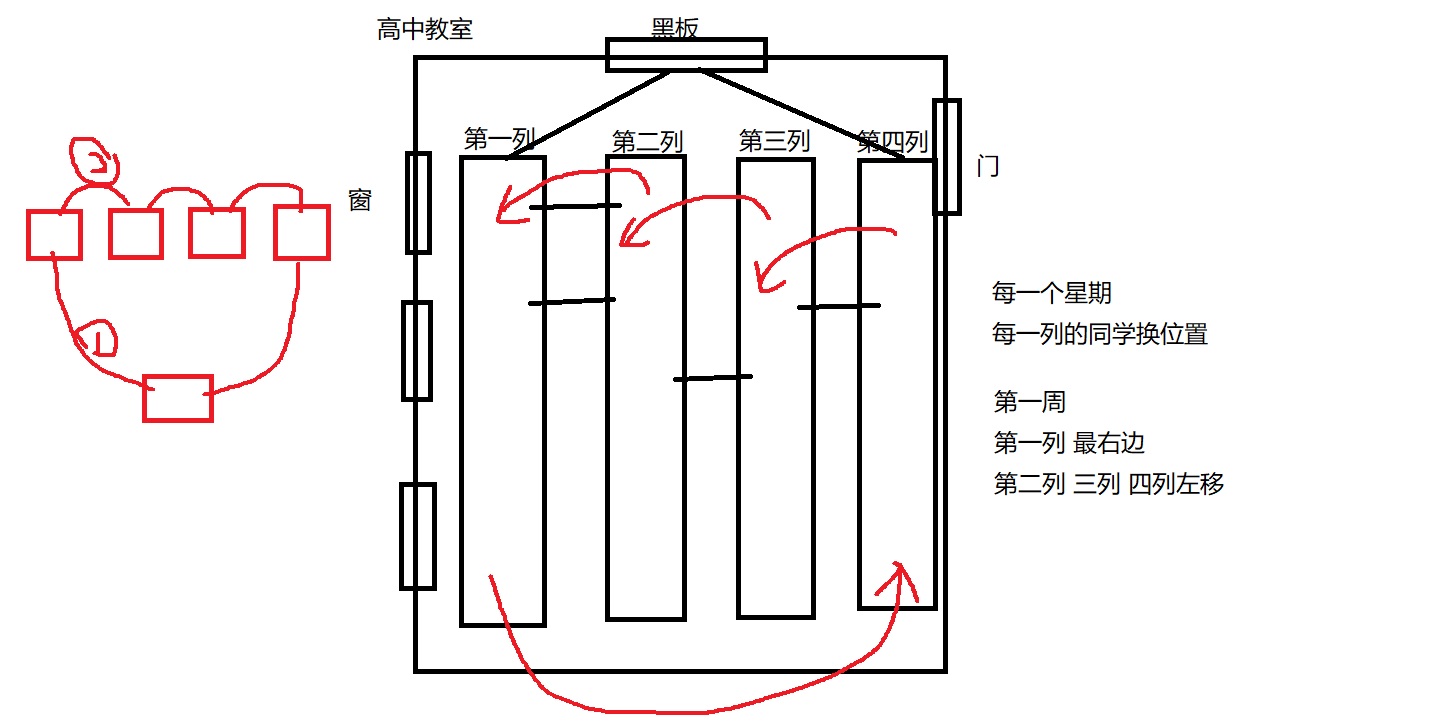 高中教室
黑板
第一列
第二列
第三列
第四列
窗
门
2
1
每一个星期
每一列的同学换位置
第一周
第一列 最右边
第二列 三列 四列左移